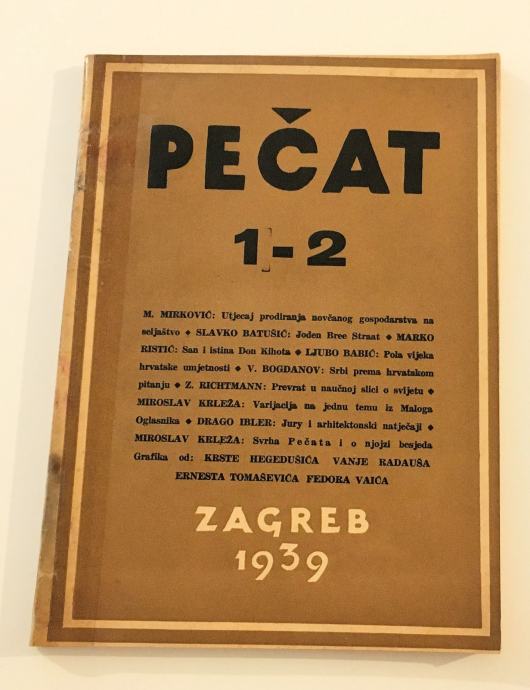 PEČAT
1-2
M. MIRKOVIĆ: Utjecaj prodiranja novčanog gospodarstva na
seljaštvo ◆ SLAVKO BATUŠIĆ: Joden Bree Straat ◆ MARKO
RISTIĆ: San i istina Don Kihota ◆ LJUBO BABIĆ: Pola vijeka
hrvatske umjetnosti ◆ V. BOGDANOV: Srbi prema hrvatskom
pitanju ◆ Z. RICHTMANN: Prevrat u naučnoj slici o svijetu ◆
MIROSLAV KRLEŽA: Varijacija na jednu temu iz Maloga
Oglasnika ◆ DRAGO IBLER: Jury i arhitektonski natječaji ◆
MIROSLAV KRLEŽA: Svrha Pečata i o njojzi besjeda
Grafika od: KRSTE HEGEDUŠIĆA VANJE RADAUŠA
ERNESTA TOMAŠEVIĆA FEDORA VAIĆA
ZAGREB
1939